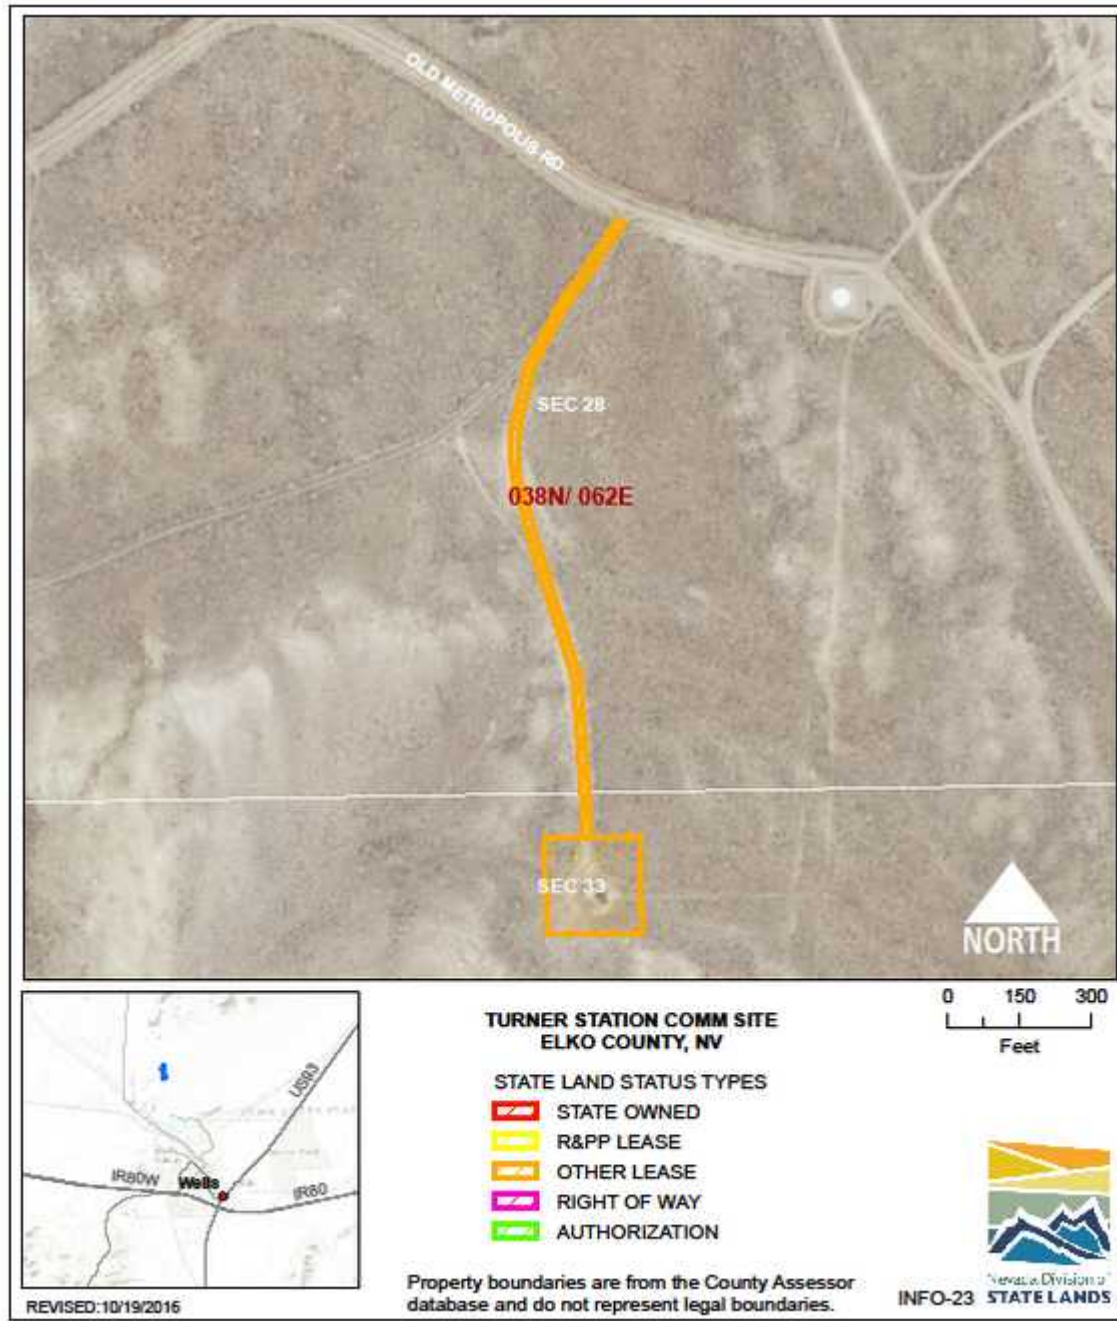 OLD METROPOLIS RD
SEC 28
038N/ 062E
SEC 33
NORTH
US93
IR80W
Wells
IR80
REVISED:10/19/2016
TURNER STATION COMM SITE
ELKO COUNTY, NV
STATE LAND STATUS TYPES
STATE OWNED
R&PP LEASE
OTHER LEASE
RIGHT OF WAY
AUTHORIZATION
Property boundaries are from the County Assessor
database and do not represent legal boundaries.
0 150 300
Feet
INFO-23
Nevada Division of
STATE LANDS